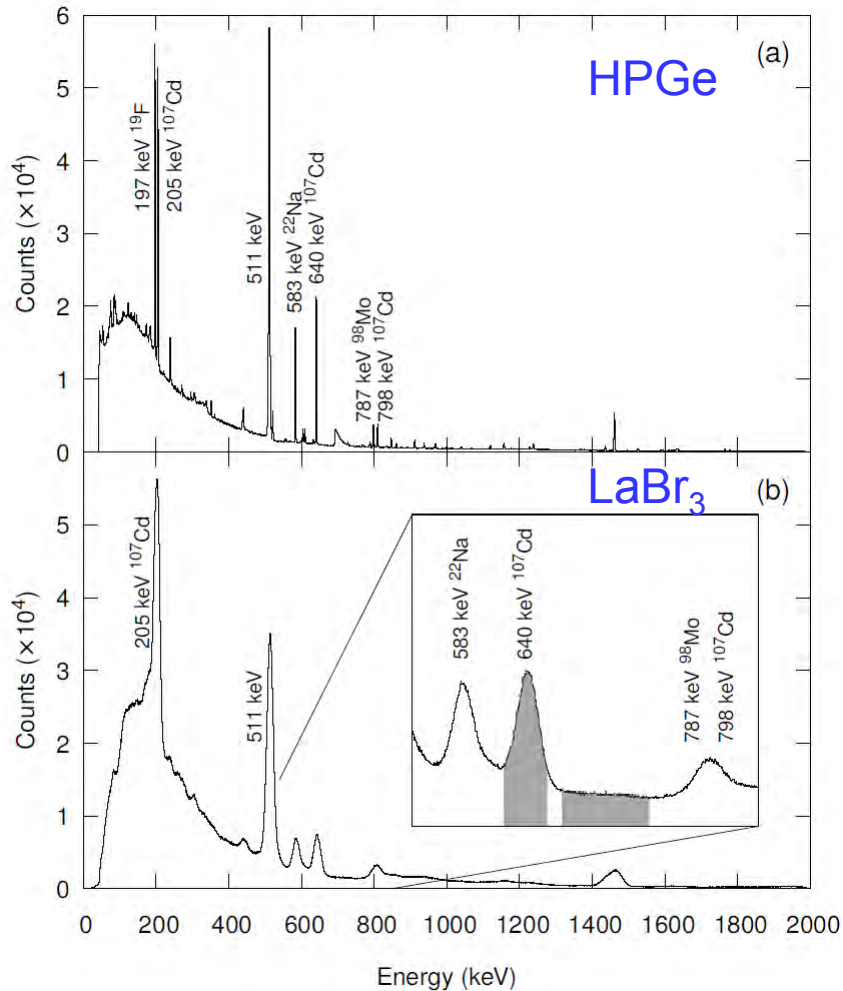 6
(a)
HPGe
5
197 keV ¹⁹F
205 keV ¹⁰⁷Cd
4
Counts (×10⁴)
3
511 keV
583 keV ²²Na
640 keV ¹⁰⁷Cd
2
787 keV ⁹⁸Mo
798 keV ¹⁰⁷Cd
1
0
LaBr₃
(b)
5
205 keV ¹⁰⁷Cd
583 keV ²²Na
640 keV ¹⁰⁷Cd
4
Counts (×10⁴)
3
511 keV
787 keV ⁹⁸Mo
798 keV ¹⁰⁷Cd
2
1
0
0 200 400 600 800 1000 1200 1400 1600 1800 2000
Energy (keV)